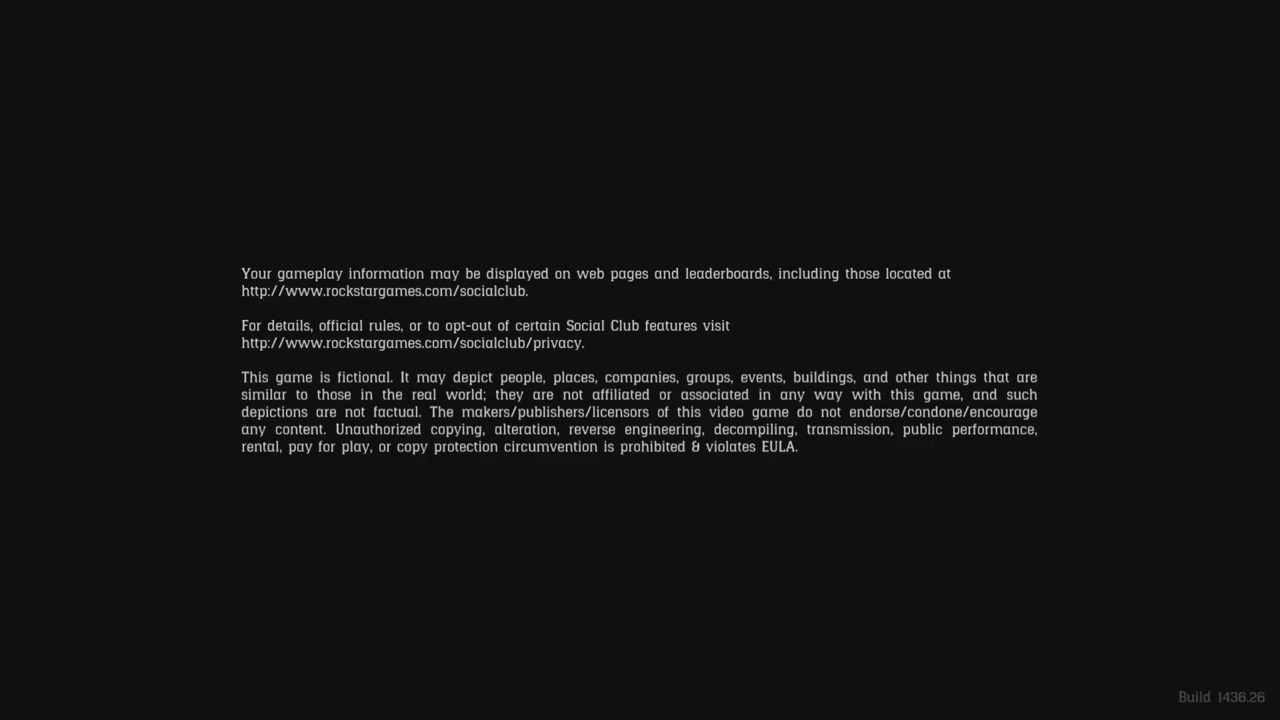 Your gameplay information may be displayed on web pages and leaderboards, including those located at
http://www.rockstargames.com/socialclub.
For details, official rules, or to opt-out of certain Social Club features visit
http://www.rockstargames.com/socialclub/privacy.
This game is fictional. It may depict people, places, companies, groups, events, buildings, and other things that are
similar to those in the real world; they are not affiliated or associated in any way with this game, and such
depictions are not factual. The makers/publishers/licensors of this video game do not endorse/condone/encourage
any content. Unauthorized copying, alteration, reverse engineering, decompiling, transmission, public performance,
rental, pay for play, or copy protection circumvention is prohibited & violates EULA.
Build 1436.26